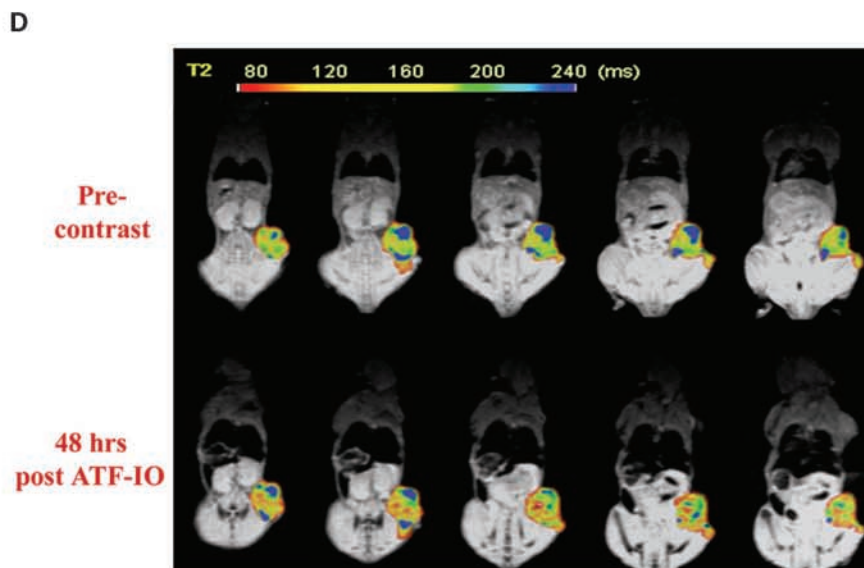 D
T2 80 120 160 200 240 (ms)
Pre-
contrast
48 hrs
post ATF-IO